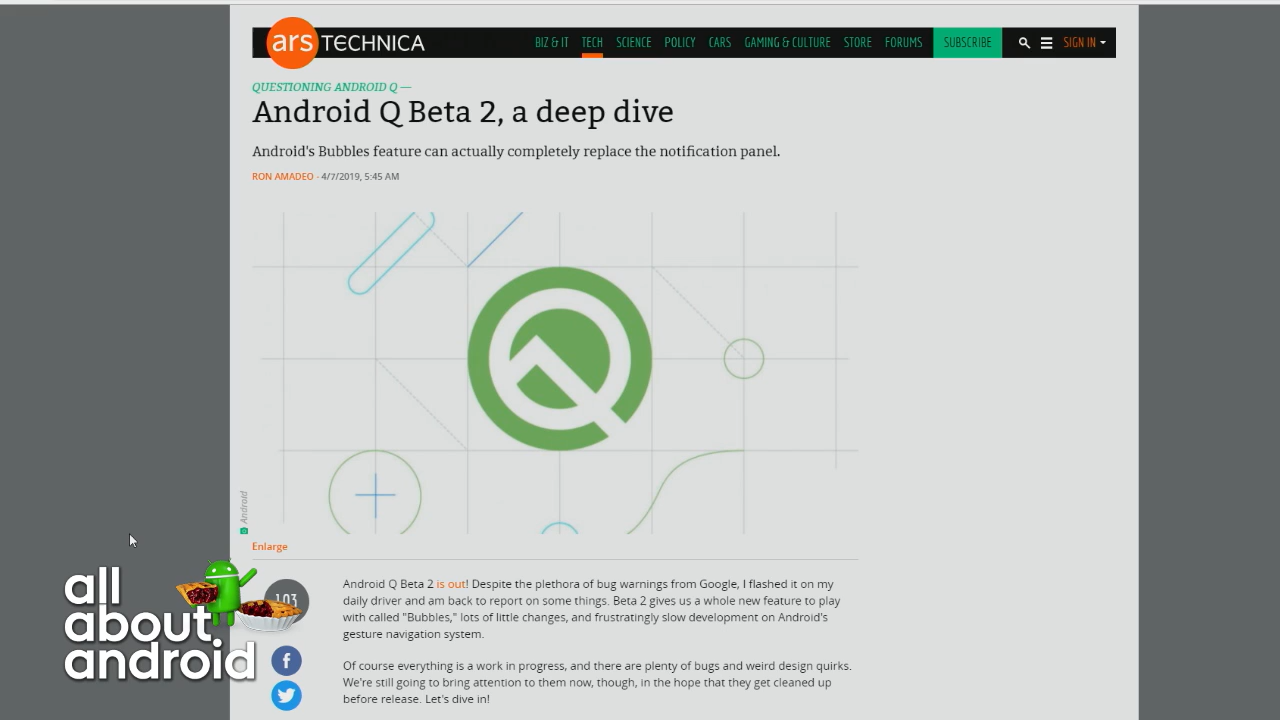 ars TECHNICA
BIZ & IT TECH SCIENCE POLICY CARS GAMING & CULTURE STORE FORUMS SUBSCRIBE SIGN IN
QUESTIONING ANDROID Q —
Android Q Beta 2, a deep dive
Android's Bubbles feature can actually completely replace the notification panel.
RON AMADEO - 4/7/2019, 5:45 AM
Android
Enlarge
103
Android Q Beta 2 is out! Despite the plethora of bug warnings from Google, I flashed it on my
daily driver and am back to report on some things. Beta 2 gives us a whole new feature to play
with called "Bubbles," lots of little changes, and frustratingly slow development on Android's
gesture navigation system.
Of course everything is a work in progress, and there are plenty of bugs and weird design quirks.
We're still going to bring attention to them now, though, in the hope that they get cleaned up
before release. Let's dive in!
all
about
android